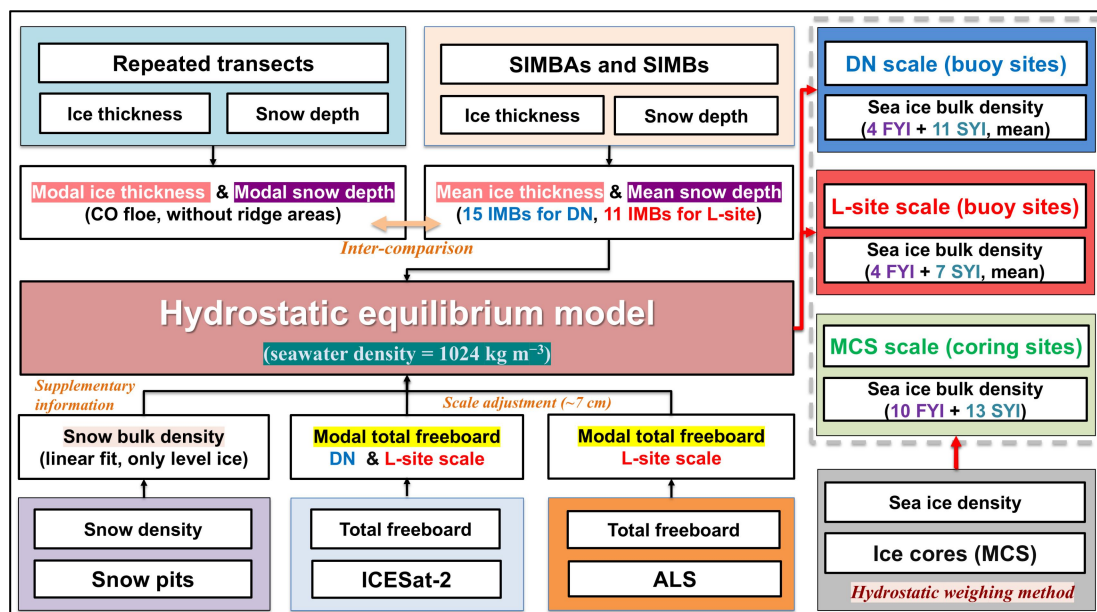 Repeated transects
Ice thickness
Snow depth
SIMBAs and SIMBs
Ice thickness
Snow depth
Modal ice thickness & Modal snow depth
(CO floe, without ridge areas)
Mean ice thickness & Mean snow depth
(15 IMBs for DN, 11 IMBs for L-site)
Inter-comparison
Hydrostatic equilibrium model
(seawater density = 1024 kg m⁻³)
Supplementary
information
Scale adjustment (~7 cm)
Snow bulk density
(linear fit, only level ice)
Modal total freeboard
DN & L-site scale
Modal total freeboard
L-site scale
Snow density
Snow pits
Total freeboard
ICESat-2
Total freeboard
ALS
DN scale (buoy sites)
Sea ice bulk density
(4 FYI + 11 SYI, mean)
L-site scale (buoy sites)
Sea ice bulk density
(4 FYI + 7 SYI, mean)
MCS scale (coring sites)
Sea ice bulk density
(10 FYI + 13 SYI)
Sea ice density
Ice cores (MCS)
Hydrostatic weighing method